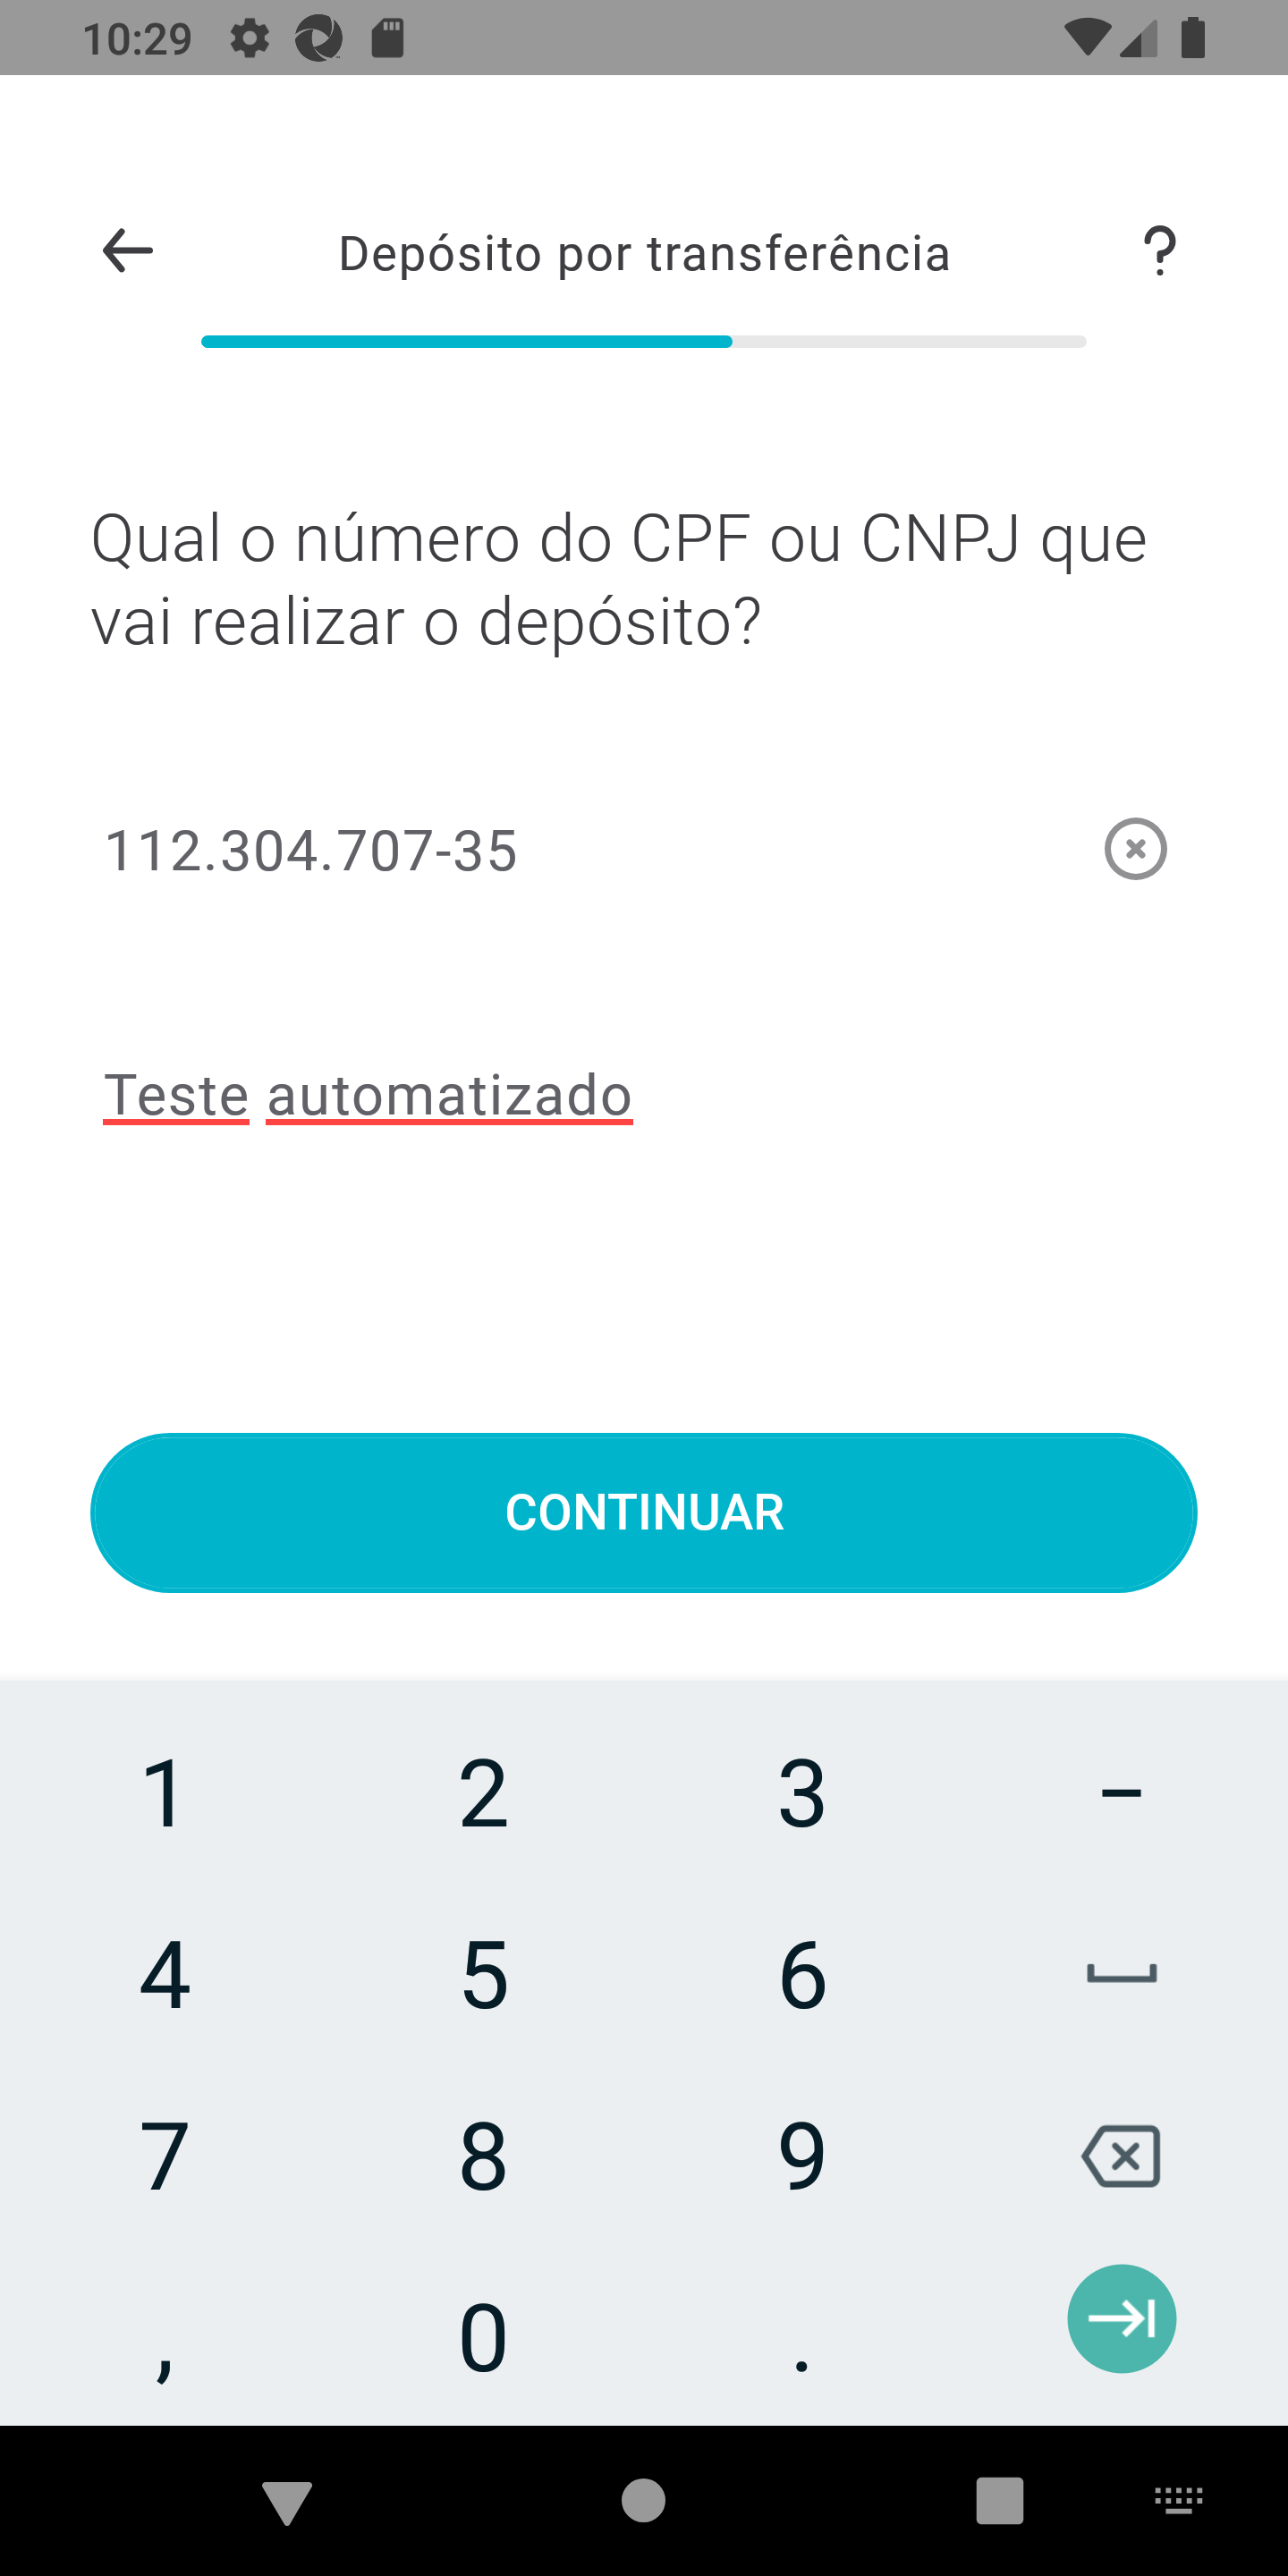 10:29
Depósito por transferência
?
Qual o número do CPF ou CNPJ que
vai realizar o depósito?
112.304.707-35
Teste automatizado
CONTINUAR
1 2 3 –
4 5 6
7 8 9
, 0 .